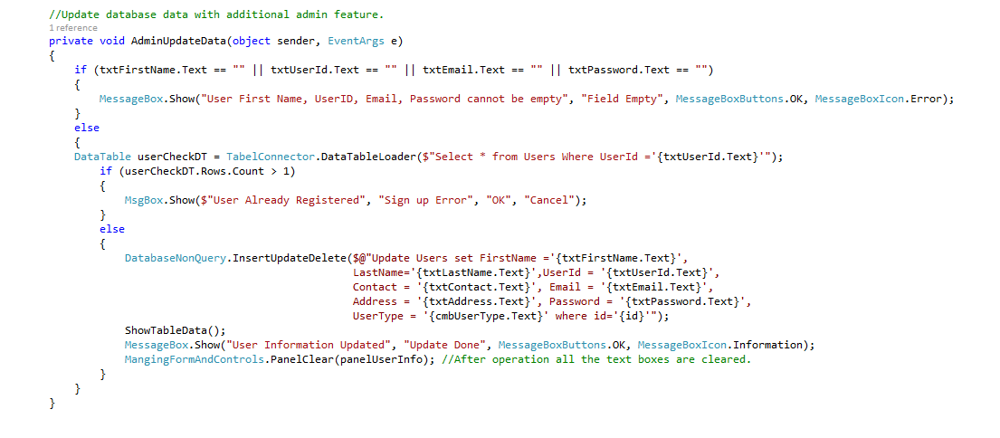 //Update database data with additional admin feature.
1 reference
private void AdminUpdateData(object sender, EventArgs e)
{
if (txtFirstName.Text == "" || txtUserId.Text == "" || txtEmail.Text == "" || txtPassword.Text == "")
{
MessageBox.Show("User First Name, UserID, Email, Password cannot be empty", "Field Empty", MessageBoxButtons.OK, MessageBoxIcon.Error);
}
else
{
DataTable userCheckDT = TabelConnector.DataTableLoader($"Select * from Users Where UserId ='{txtUserId.Text}'");
if (userCheckDT.Rows.Count > 1)
{
MsgBox.Show($"User Already Registered", "Sign up Error", "OK", "Cancel");
}
else
{
DatabaseNonQuery.InsertUpdateDelete($@"Update Users set FirstName ='{txtFirstName.Text}',
LastName='{txtLastName.Text}',UserId = '{txtUserId.Text}',
Contact = '{txtContact.Text}', Email = '{txtEmail.Text}',
Address = '{txtAddress.Text}', Password = '{txtPassword.Text}',
UserType = '{cmbUserType.Text}' where id='{id}'");
ShowTableData();
MessageBox.Show("User Information Updated", "Update Done", MessageBoxButtons.OK, MessageBoxIcon.Information);
MangingFormAndControls.PanelClear(panelUserInfo); //After operation all the text boxes are cleared.
}
}
}